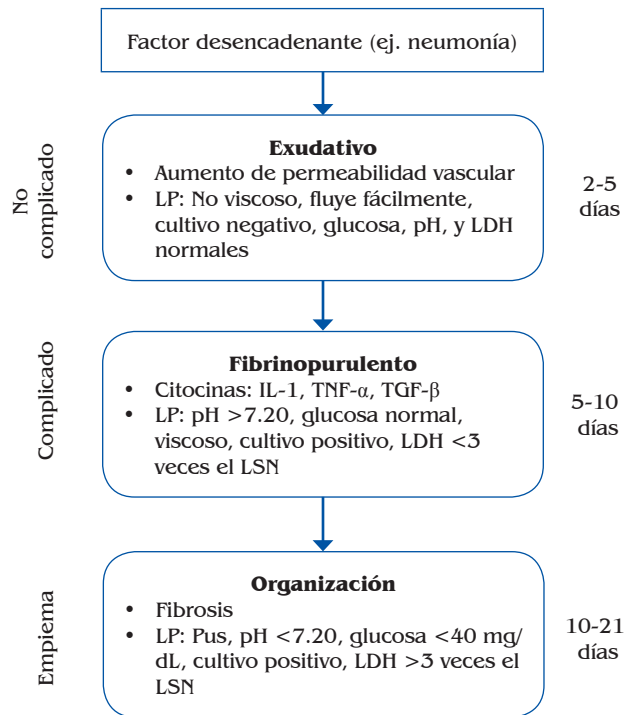 Factor desencadenante (ej. neumonía)
No
complicado
Exudativo
• Aumento de permeabilidad vascular
• LP: No viscoso, fluye fácilmente,
cultivo negativo, glucosa, pH, y LDH
normales
2-5
días
Complicado
Fibrinopurulento
• Citocinas: IL-1, TNF-α, TGF-β
• LP: pH >7.20, glucosa normal,
viscoso, cultivo positivo, LDH <3
veces el LSN
5-10
días
Empiema
Organización
• Fibrosis
• LP: Pus, pH <7.20, glucosa <40 mg/
dL, cultivo positivo, LDH >3 veces el
LSN
10-21
días